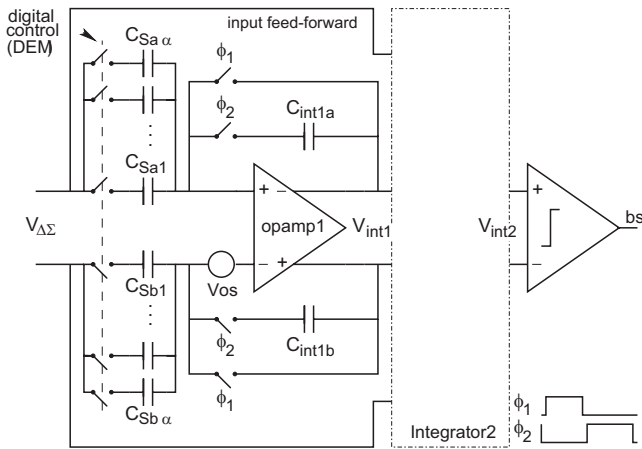 digital
control
(DEM)
input feed-forward
CSa α
ϕ1
ϕ2
Cint1a
CSa1
+ −
opamp1
− +
VΔΣ
Vint1
Vint2
+
−
bs
CSb1
Vos
ϕ2
Cint1b
ϕ1
CSb α
Integrator2
ϕ1
ϕ2